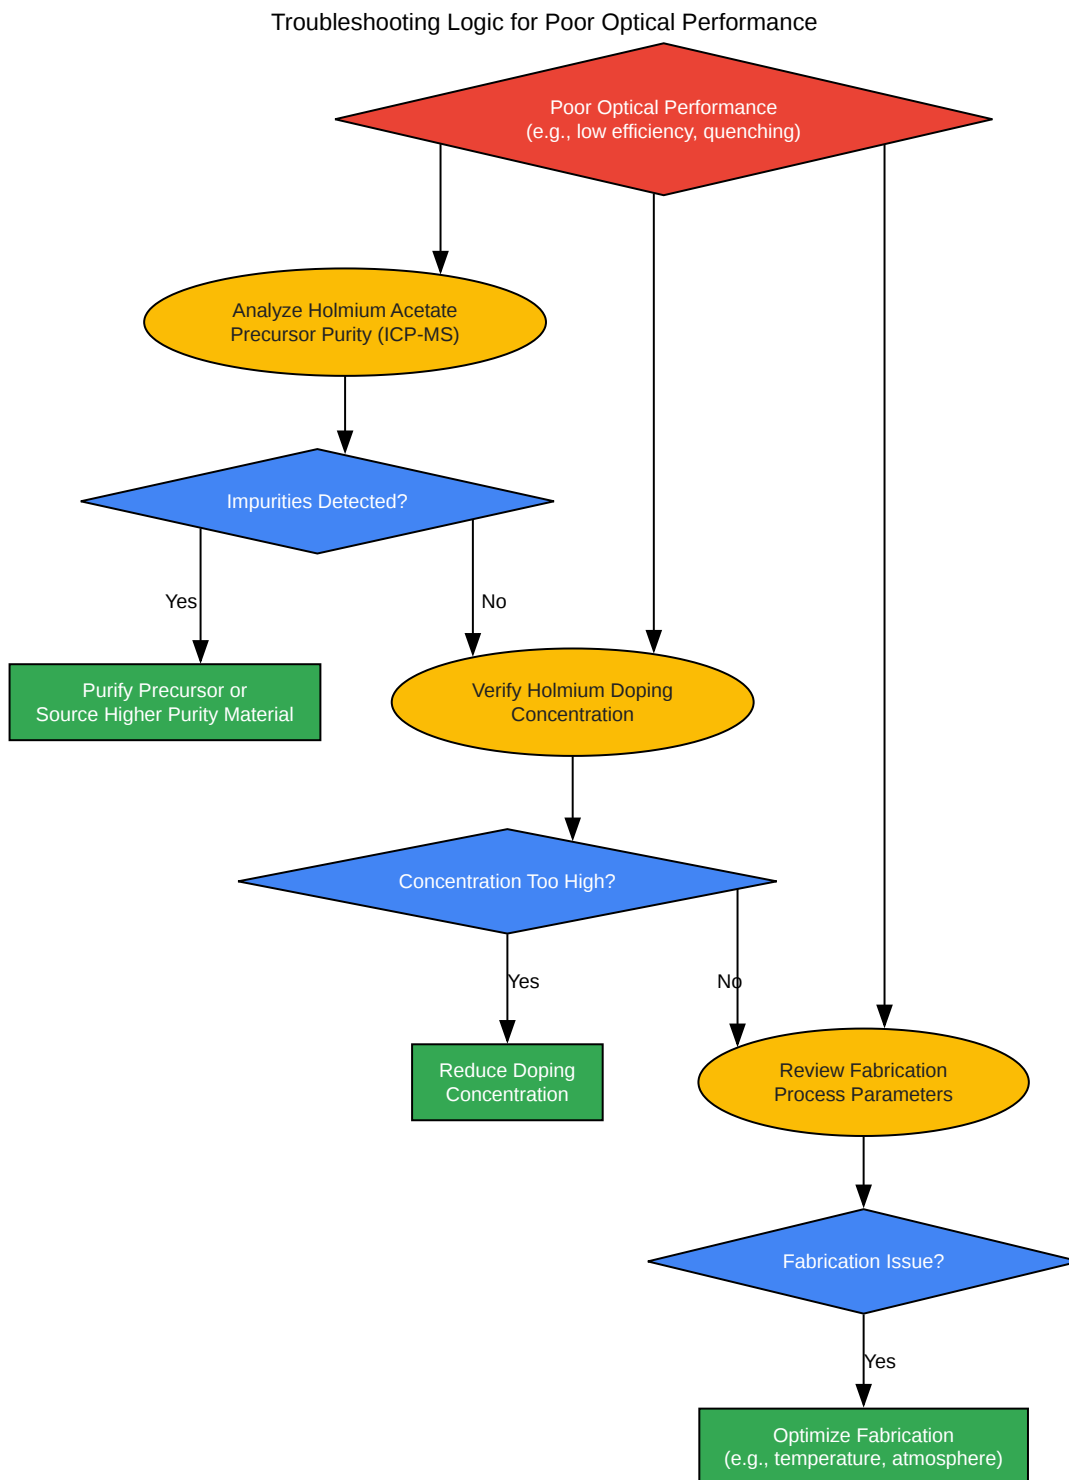 Troubleshooting Logic for Poor Optical Performance
Poor Optical Performance
(e.g., low efficiency, quenching)
Analyze Holmium Acetate
Precursor Purity (ICP-MS)
Impurities Detected?
Yes
No
Purify Precursor or
Source Higher Purity Material
Verify Holmium Doping
Concentration
Concentration Too High?
Yes
No
Reduce Doping
Concentration
Review Fabrication
Process Parameters
Fabrication Issue?
Yes
Optimize Fabrication
(e.g., temperature, atmosphere)